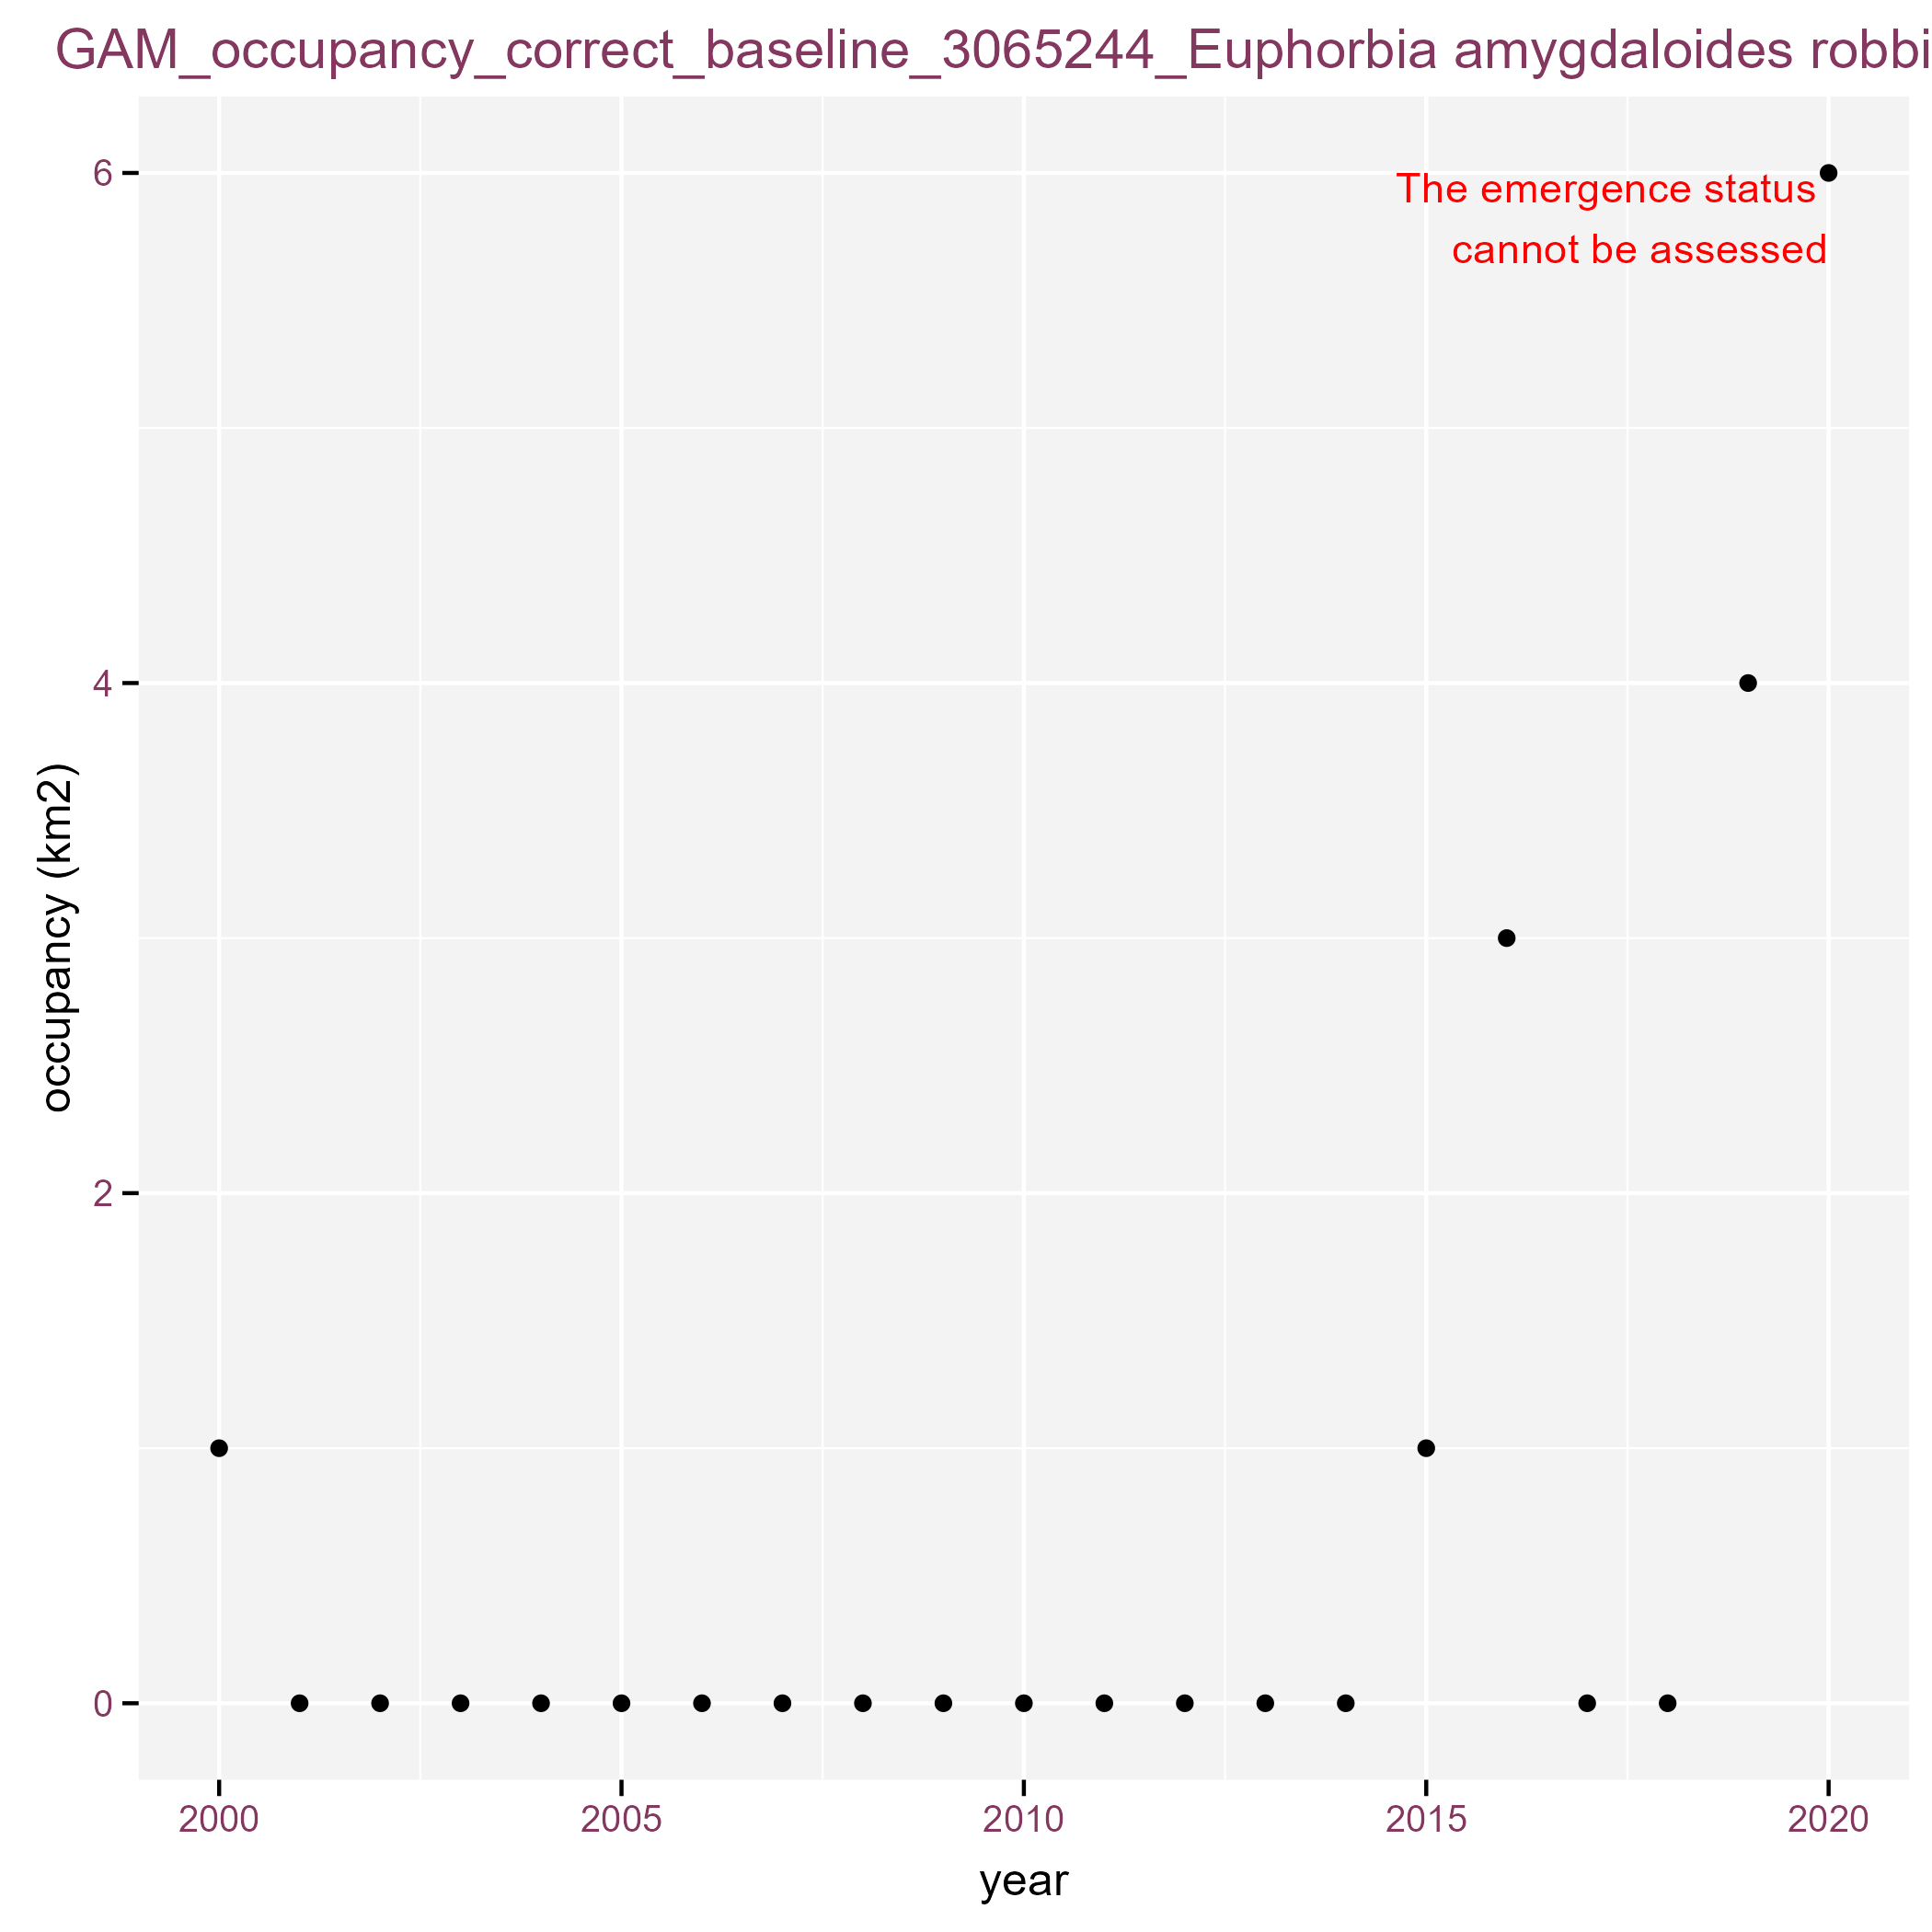 GAM_occupancy_correct_baseline_3065244_Euphorbia amygdaloides robbi
6
The emergence status
cannot be assessed
4
occupancy (km2)
2
0
2000 2005 2010 2015 2020
year